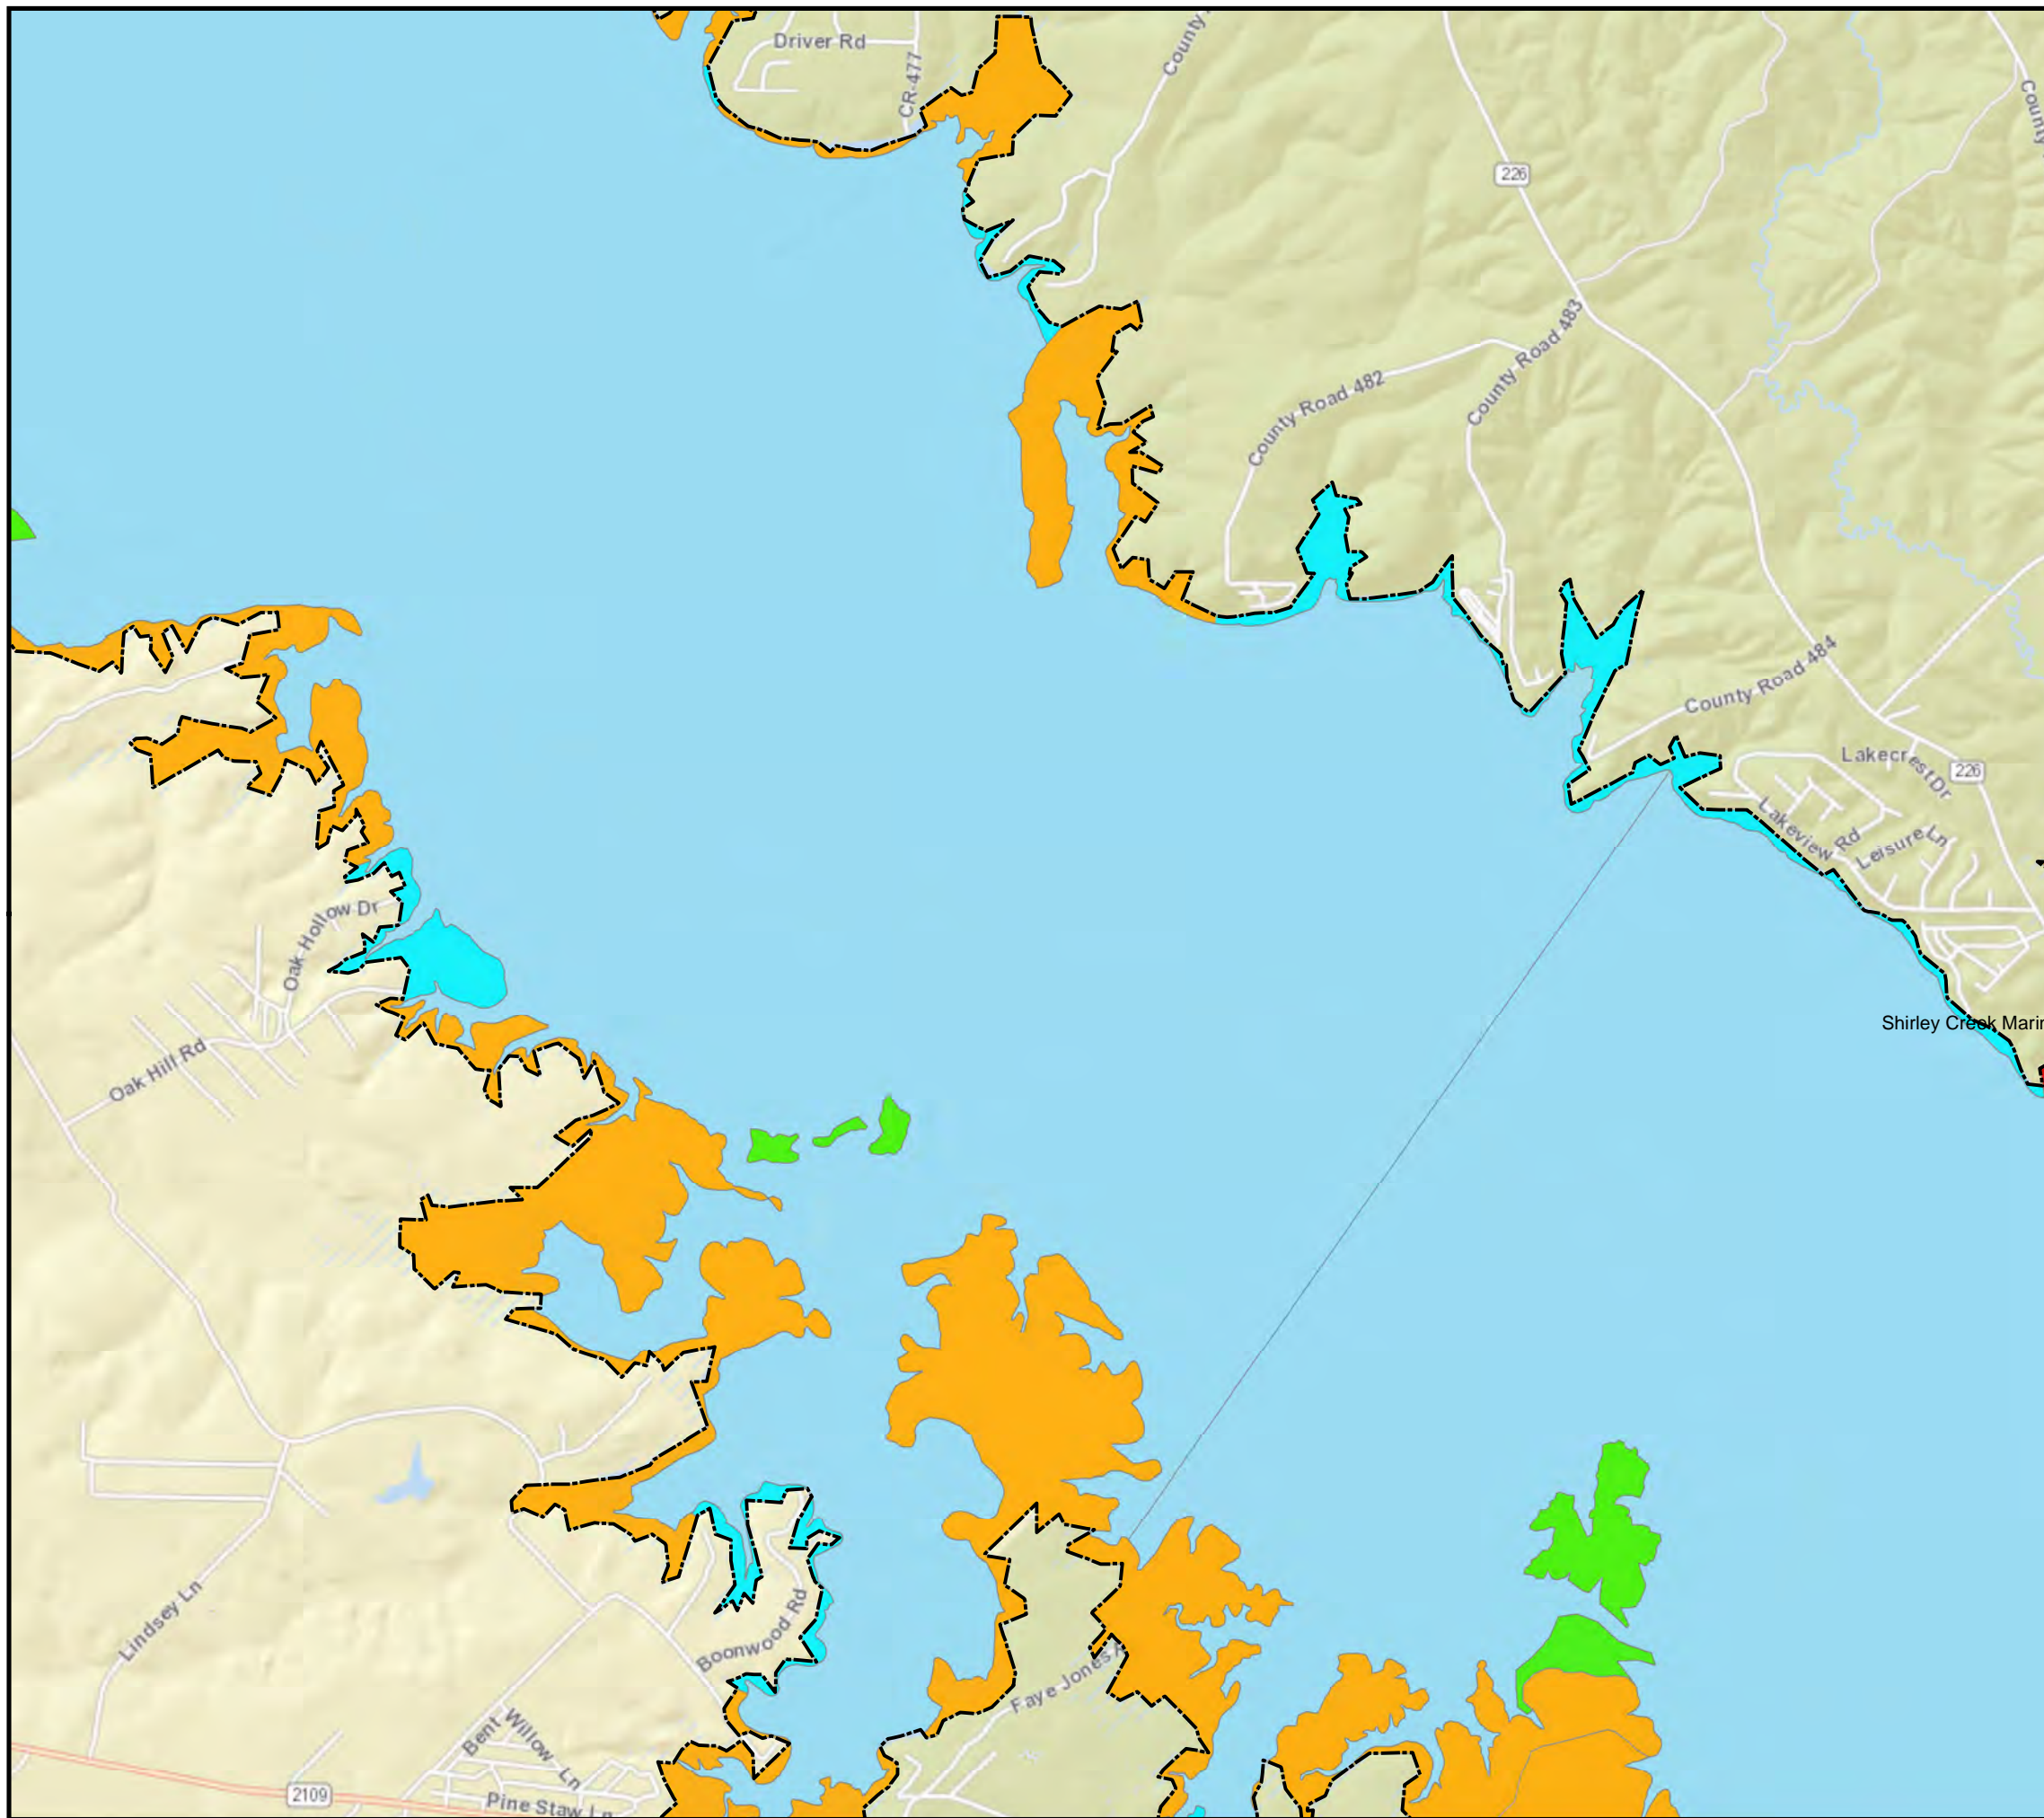 Driver Rd
CR-477
County
County
226
County Road 483
County Road 482
County Road 484
Lakecrest Dr
226
Lakeview Rd
Leisure Ln
Oak Hollow Dr
Shirley Creek Marin
Oak Hill Rd
Lindsey Ln
Boonwood Rd
Faye Jones
Bent Willow Ln
2109
Pine Staw Ln